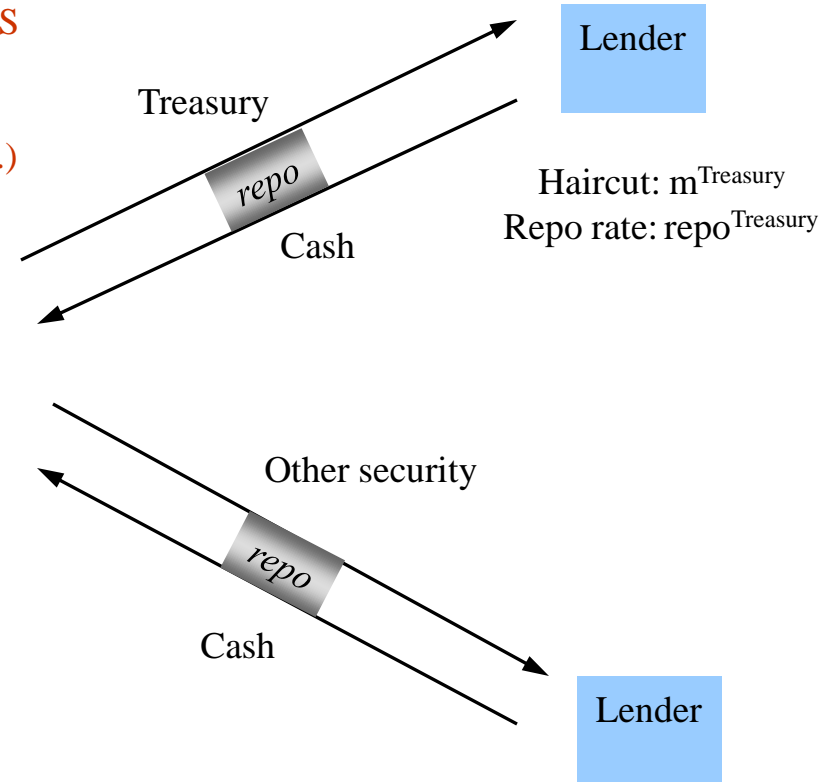 S
Lender
Treasury
.)
repo
Haircut: m^Treasury
Repo rate: repo^Treasury
Cash
Other security
repo
Cash
Lender